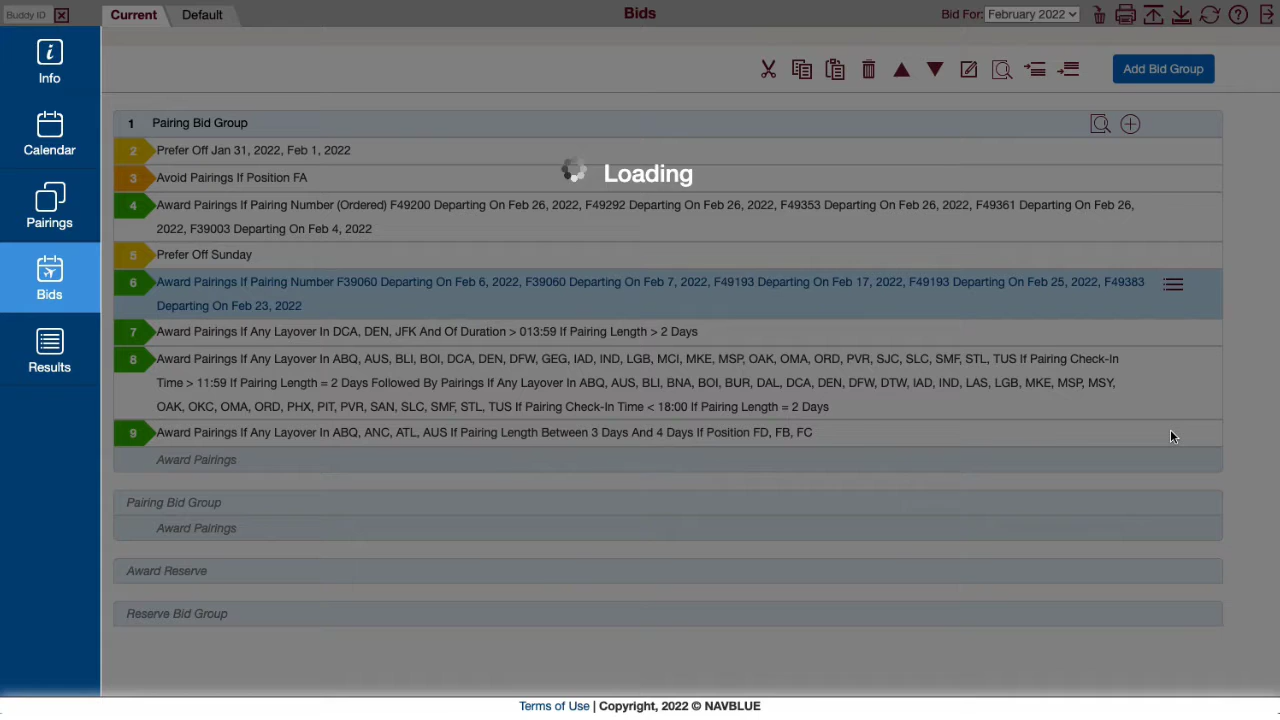 Buddy ID Current Default Bids Bid For: February 2022
Info
Add Bid Group
Calendar
Pairings
Bids
Results
1 Pairing Bid Group
2 Prefer Off Jan 31, 2022, Feb 1, 2022
Loading
3 Avoid Pairings If Position FA
4 Award Pairings If Pairing Number (Ordered) F49200 Departing On Feb 26, 2022, F49292 Departing On Feb 26, 2022, F49353 Departing On Feb 26, 2022, F49361 Departing On Feb 26,
2022, F39003 Departing On Feb 4, 2022
5 Prefer Off Sunday
6 Award Pairings If Pairing Number F39060 Departing On Feb 6, 2022, F39060 Departing On Feb 7, 2022, F49193 Departing On Feb 17, 2022, F49193 Departing On Feb 25, 2022, F49383
Departing On Feb 23, 2022
7 Award Pairings If Any Layover In DCA, DEN, JFK And Of Duration > 013:59 If Pairing Length > 2 Days
8 Award Pairings If Any Layover In ABQ, AUS, BLI, BOI, DCA, DEN, DFW, GEG, IAD, IND, LGB, MCI, MKE, MSP, OAK, OMA, ORD, PVR, SJC, SLC, SMF, STL, TUS If Pairing Check-In
Time > 11:59 If Pairing Length = 2 Days Followed By Pairings If Any Layover In ABQ, AUS, BLI, BNA, BOI, BUR, DAL, DCA, DEN, DFW, DTW, IAD, IND, LAS, LGB, MKE, MSP, MSY,
OAK, OKC, OMA, ORD, PHX, PIT, PVR, SAN, SLC, SMF, STL, TUS If Pairing Check-In Time < 18:00 If Pairing Length = 2 Days
9 Award Pairings If Any Layover In ABQ, ANC, ATL, AUS If Pairing Length Between 3 Days And 4 Days If Position FD, FB, FC
Award Pairings
Pairing Bid Group
Award Pairings
Award Reserve
Reserve Bid Group
Terms of Use | Copyright, 2022 © NAVBLUE